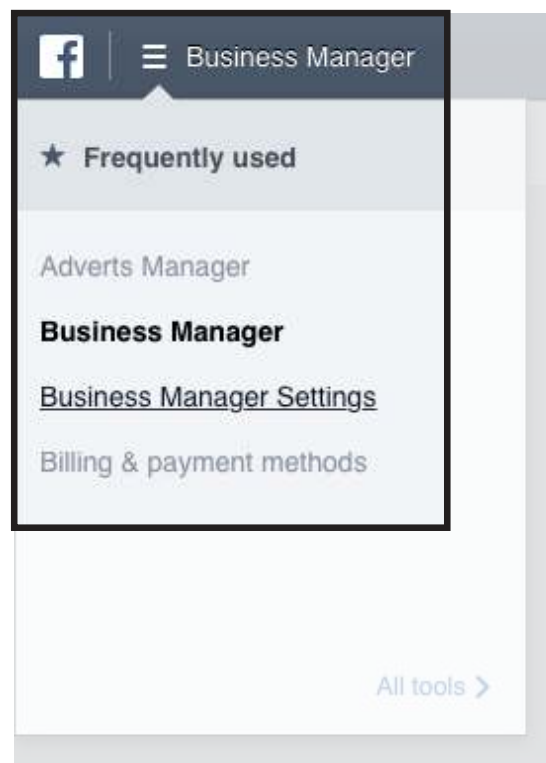 Business Manager
Frequently used
Adverts Manager
Business Manager
Business Manager Settings
Billing & payment methods
All tools